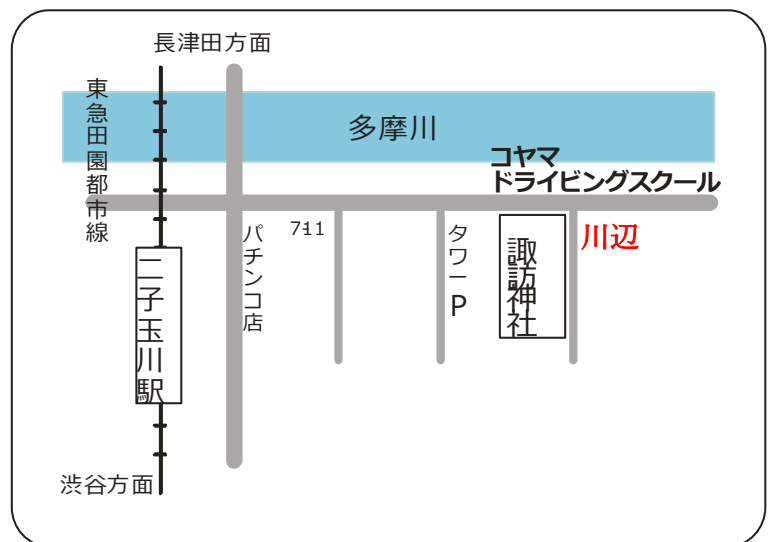 長津田方面
東急田園都市線
多摩川
コヤマ
ドライビングスクール
パチンコ店
7-11
タワーP
諏訪神社
川辺
二子玉川駅
渋谷方面